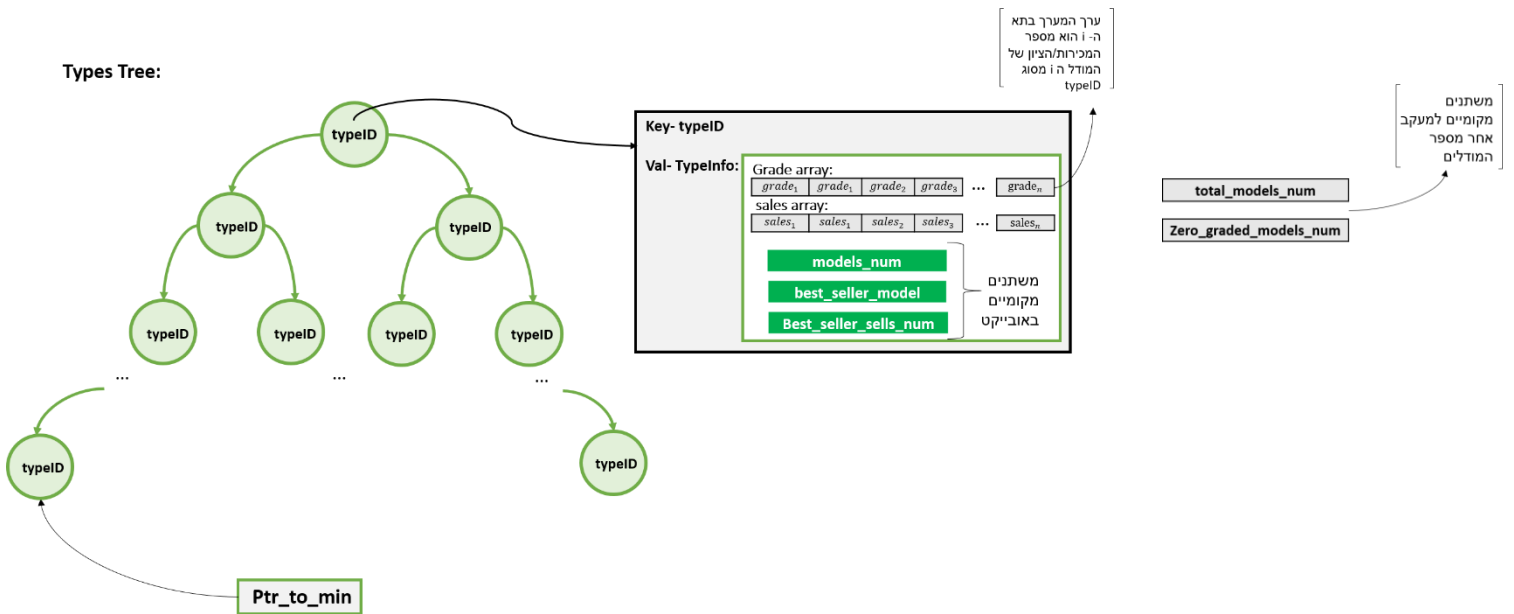 Types Tree:
typeID
typeID
typeID
typeID
typeID
typeID
typeID
...
...
...
typeID
typeID
Ptr_to_min
Key- typeID
Val- TypeInfo:
Grade array:
grade₁ grade₁ grade₂ grade₃ ... gradeₙ
sales array:
sales₁ sales₁ sales₂ sales₃ ... salesₙ
models_num
best_seller_model
Best_seller_sells_num
משתנים
מקומיים
באובייקט
ערך המערך בתא
ה- i הוא מספר
המכירות/הציון של
המודל ה i מסוג
typeID
total_models_num
Zero_graded_models_num
משתנים
מקומיים למעקב
אחר מספר
המודלים